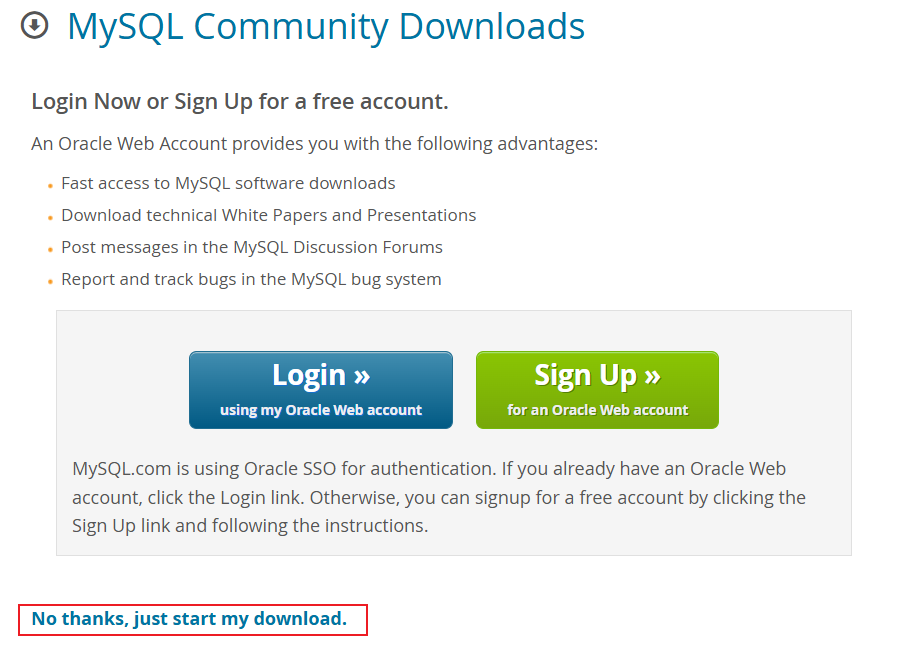 MySQL Community Downloads
Login Now or Sign Up for a free account.
An Oracle Web Account provides you with the following advantages:
Fast access to MySQL software downloads
Download technical White Papers and Presentations
Post messages in the MySQL Discussion Forums
Report and track bugs in the MySQL bug system
Login »
using my Oracle Web account
Sign Up »
for an Oracle Web account
MySQL.com is using Oracle SSO for authentication. If you already have an Oracle Web
account, click the Login link. Otherwise, you can signup for a free account by clicking the
Sign Up link and following the instructions.
No thanks, just start my download.